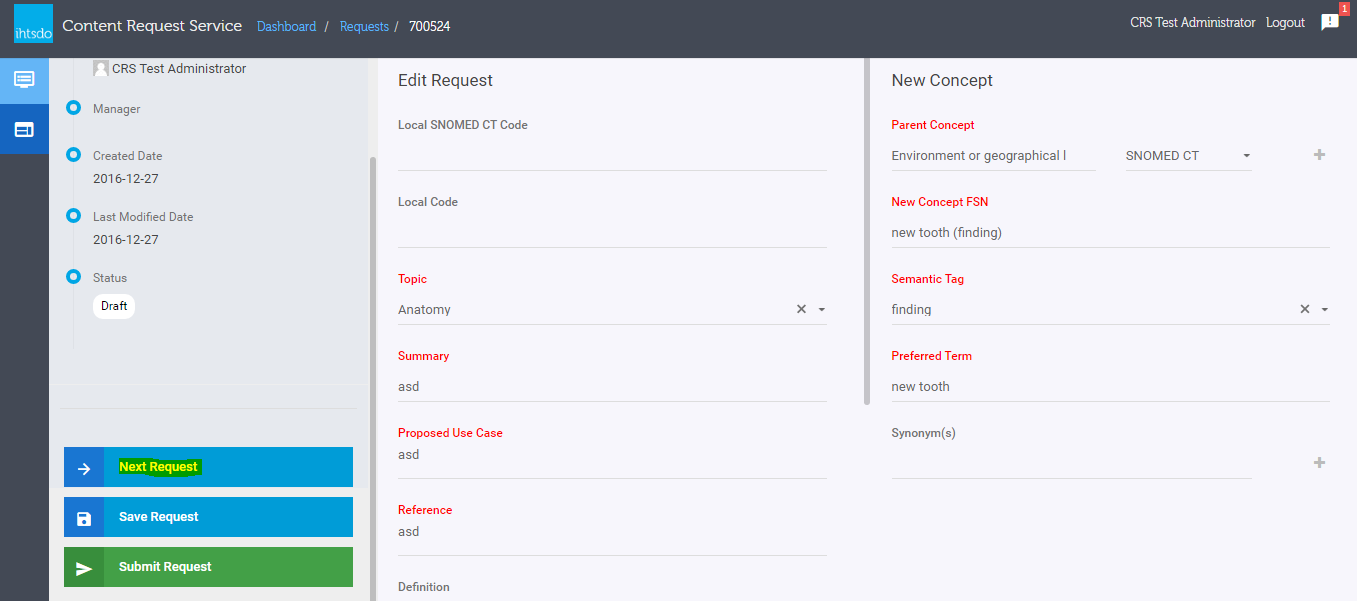 ihtsdo
Content Request Service Dashboard / Requests / 700524
CRS Test Administrator Logout ! 1
CRS Test Administrator
Manager
Created Date
2016-12-27
Last Modified Date
2016-12-27
Status
Draft
Next Request
Save Request
Submit Request
Edit Request
Local SNOMED CT Code
Local Code
Topic
Anatomy
Summary
asd
Proposed Use Case
asd
Reference
asd
Definition
New Concept
Parent Concept
Environment or geographical l SNOMED CT
New Concept FSN
new tooth (finding)
Semantic Tag
finding
Preferred Term
new tooth
Synonym(s)